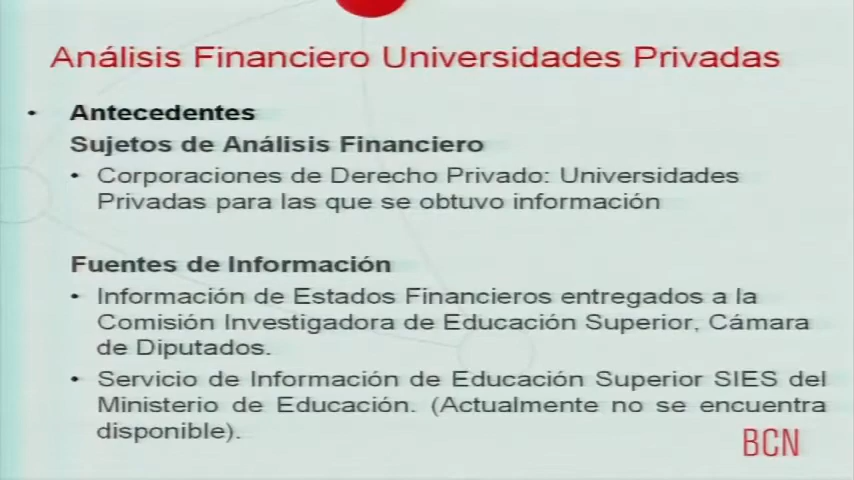 Análisis Financiero Universidades Privadas
• Antecedentes
Sujetos de Análisis Financiero
• Corporaciones de Derecho Privado: Universidades
Privadas para las que se obtuvo información
Fuentes de Información
• Información de Estados Financieros entregados a la
Comisión Investigadora de Educación Superior, Cámara
de Diputados.
• Servicio de Información de Educación Superior SIES del
Ministerio de Educación. (Actualmente no se encuentra
disponible).
BCN